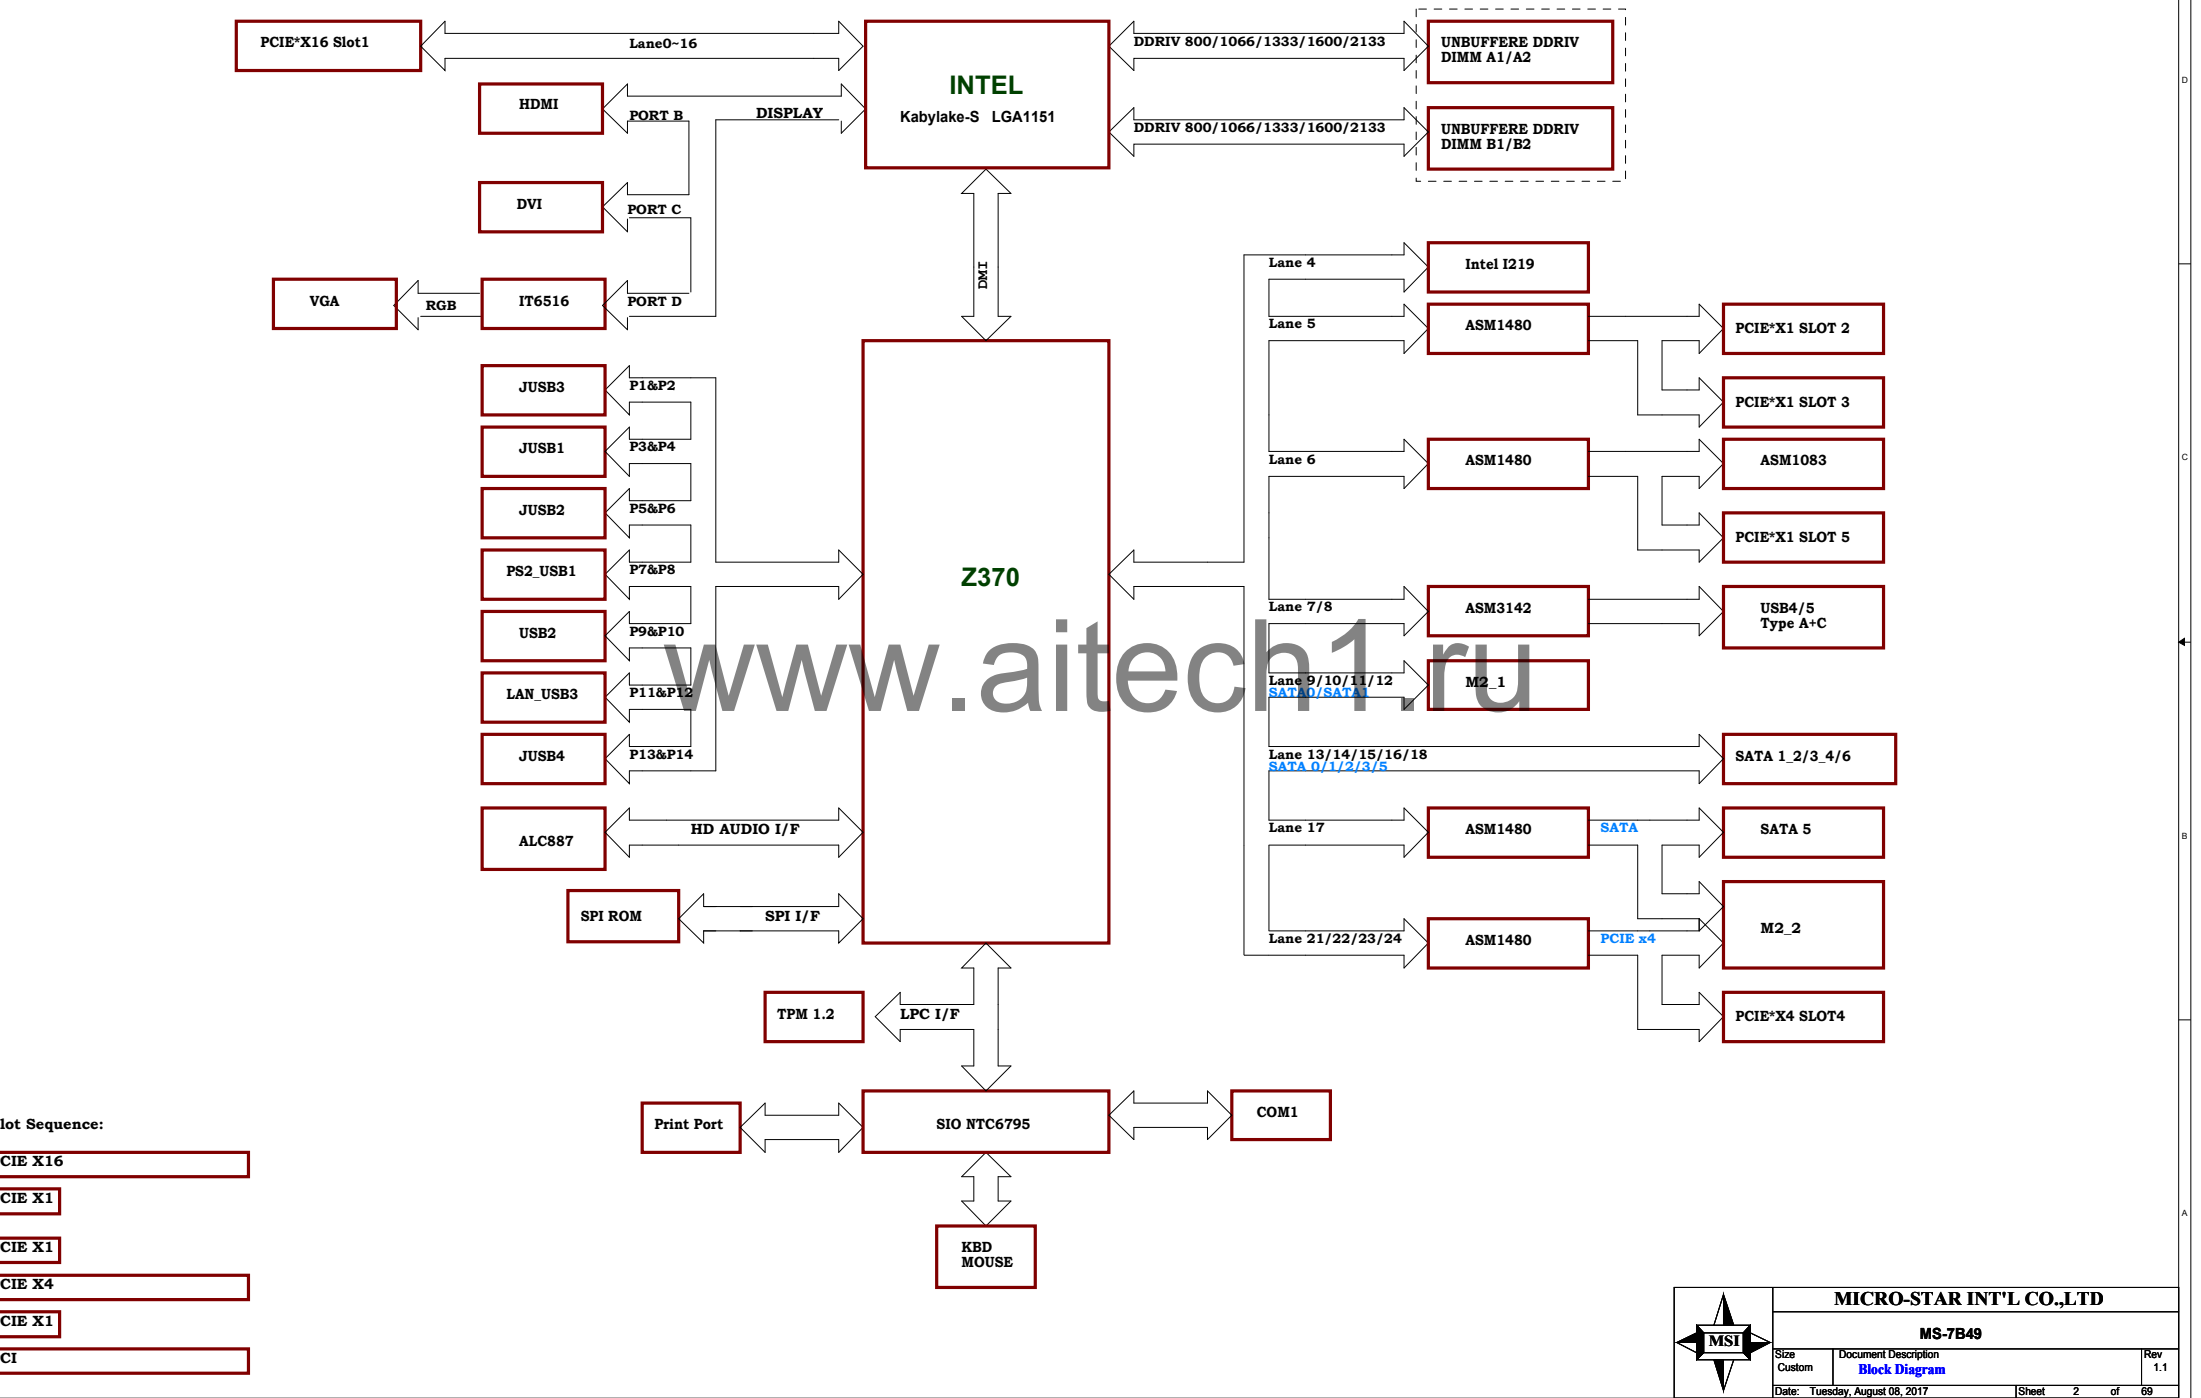 PCIE*X16 Slot1
Lane0~16
INTEL
Kabylake-S LGA1151
DDRIV 800/1066/1333/1600/2133
UNBUFFERE DDRIV
DIMM A1/A2
HDMI
PORT B
DISPLAY
DDRIV 800/1066/1333/1600/2133
UNBUFFERE DDRIV
DIMM B1/B2
DVI
PORT C
DMI
VGA
RGB
IT6516
PORT D
Lane 4
Intel I219
Lane 5
ASM1480
PCIE*X1 SLOT 2
PCIE*X1 SLOT 3
JUSB3
P1&P2
JUSB1
P3&P4
JUSB2
P5&P6
PS2_USB1
P7&P8
USB2
P9&P10
LAN_USB3
P11&P12
JUSB4
P13&P14
Z370
Lane 6
ASM1480
ASM1083
PCIE*X1 SLOT 5
Lane 7/8
ASM3142
USB4/5
Type A+C
www.aitech1.ru
Lane 9/10/11/12
SATA0/SATA1
M2_1
Lane 13/14/15/16/18
SATA 0/1/2/3/5
SATA 1_2/3_4/6
ALC887
HD AUDIO I/F
Lane 17
ASM1480
SATA
SATA 5
SPI ROM
SPI I/F
M2_2
Lane 21/22/23/24
ASM1480
PCIE x4
PCIE*X4 SLOT4
TPM 1.2
LPC I/F
Print Port
SIO NTC6795
COM1
KBD
MOUSE
lot Sequence:
CIE X16
CIE X1
CIE X1
CIE X4
CIE X1
CI
D
C
B
A
MSI
MICRO-STAR INT'L CO.,LTD
MS-7B49
Size
Custom
Document Description
Block Diagram
Rev
1.1
Date: Tuesday, August 08, 2017
Sheet 2 of 69